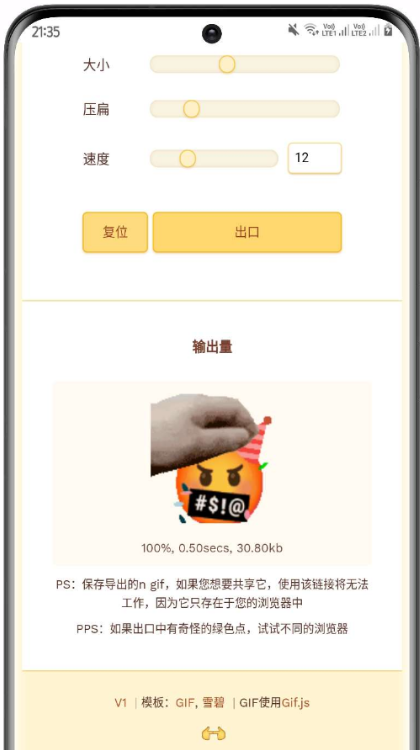 21:35
Vo))
LTE1
Vo))
LTE2
大小
压扁
速度
12
复位
出口
输出量
#$!@
100%, 0.50secs, 30.80kb
PS：保存导出的n gif，如果您想要共享它，使用该链接将无法
工作，因为它只存在于您的浏览器中
PPS：如果出口中有奇怪的绿色点，试试不同的浏览器
V1 | 模板：GIF, 雪碧 | GIF使用Gif.js